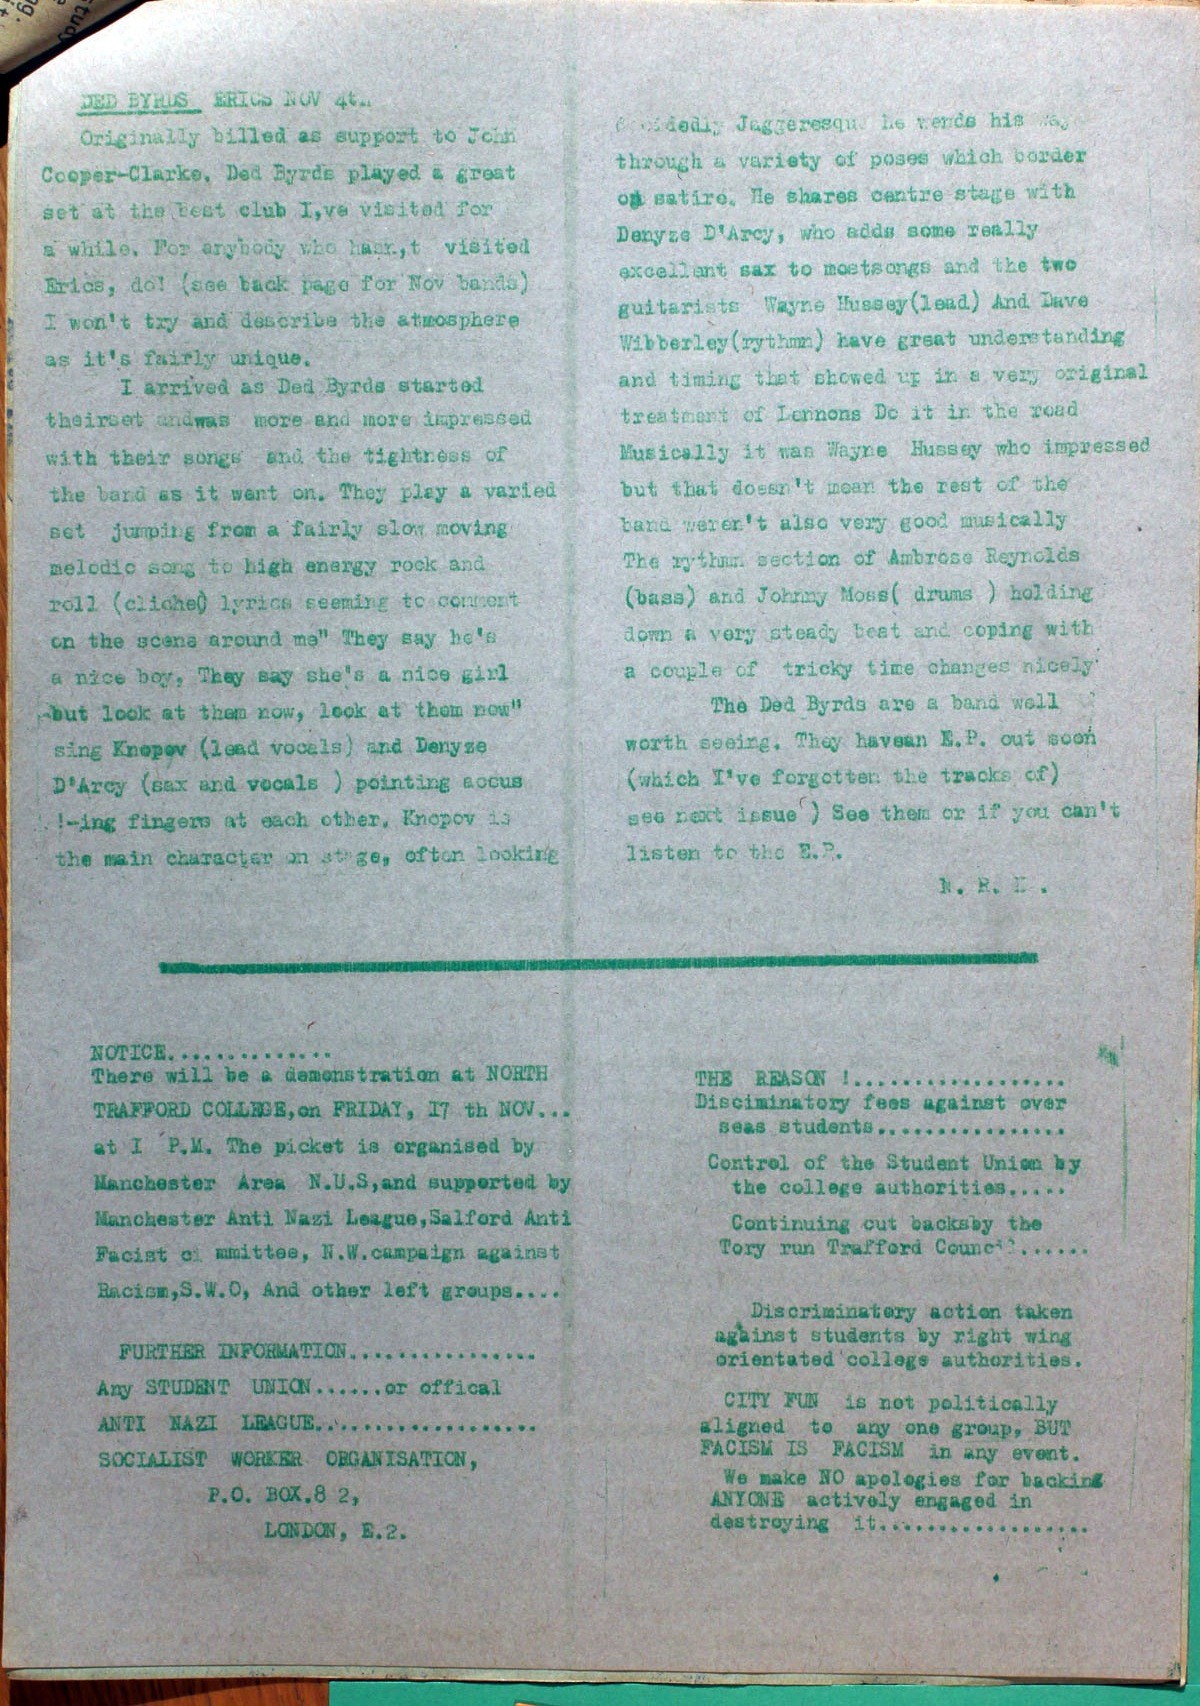 DED BYRDS ERICS NOV 4th
Originally billed as support to John
Cooper-Clarke. Ded Byrds played a great
set at the best club I,ve visited for
a while. For anybody who hasn,t visited
Erics, do! (see back page for Nov bands)
I won't try and describe the atmosphere
as it's fairly unique.
I arrived as Ded Byrds started
theirset andwas more and more impressed
with their songs and the tightness of
the band as it went on. They play a varied
set jumping from a fairly slow moving
melodic song to high energy rock and
roll (cliche) lyrics seeming to comment
on the scene around me" They say he's
a nice boy, They say she's a nice girl
but look at them now, look at them now"
sing Knopov (lead vocals) and Denyze
D'Arcy (sax and vocals ) pointing accus
!-ing fingers at each other. Knopov is
the main character on stage, often looking
decidedly Jaggeresque he wends his way
through a variety of poses which border
on satire. He shares centre stage with
Denyze D'Arcy, who adds some really
excellent sax to mostsongs and the two
guitarists Wayne Hussey(lead) And Dave
Wibberley(rythmn) have great understanding
and timing that showed up in a very original
treatment of Lennons Do it in the road
Musically it was Wayne Hussey who impressed
but that doesn't mean the rest of the
band weren't also very good musically
The rythmn section of Ambrose Reynolds
(bass) and Johnny Moss( drums ) holding
down a very steady beat and coping with
a couple of tricky time changes nicely
The Ded Byrds are a band well
worth seeing. They havean E.P. out soon
(which I've forgotten the tracks of)
see next issue ) See them or if you can't
listen to the E.P.
NOTICE..............
There will be a demonstration at NORTH
TRAFFORD COLLEGE,on FRIDAY, I7 th NOV...
at I P.M. The picket is organised by
Manchester Area N.U.S,and supported by
Manchester Anti Nazi League,Salford Anti
Facist co mmittee, N.W.campaign against
Racism,S.W.O, And other left groups....
FURTHER INFORMATION................
Any STUDENT UNION......or offical
ANTI NAZI LEAGUE...................
SOCIALIST WORKER ORGANISATION,
P.O. BOX.8 2,
LONDON, E.2.
THE REASON !..................
Disciminatory fees against over
seas students................
Control of the Student Union by
the college authorities.....
Continuing cut backsby the
Tory run Trafford Council......
Discriminatory action taken
against students by right wing
orientated college authorities.
CITY FUN is not politically
aligned to any one group, BUT
FACISM IS FACISM in any event.
We make NO apologies for backing
ANYONE actively engaged in
destroying it...................